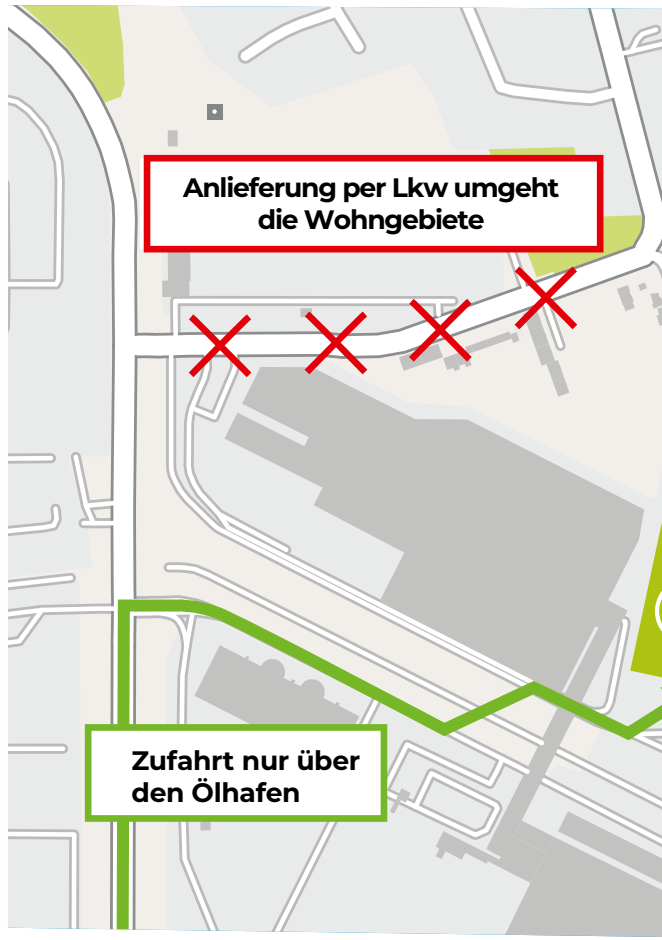 Anlieferung per Lkw umgeht
die Wohngebiete
Zufahrt nur über
den Ölhafen